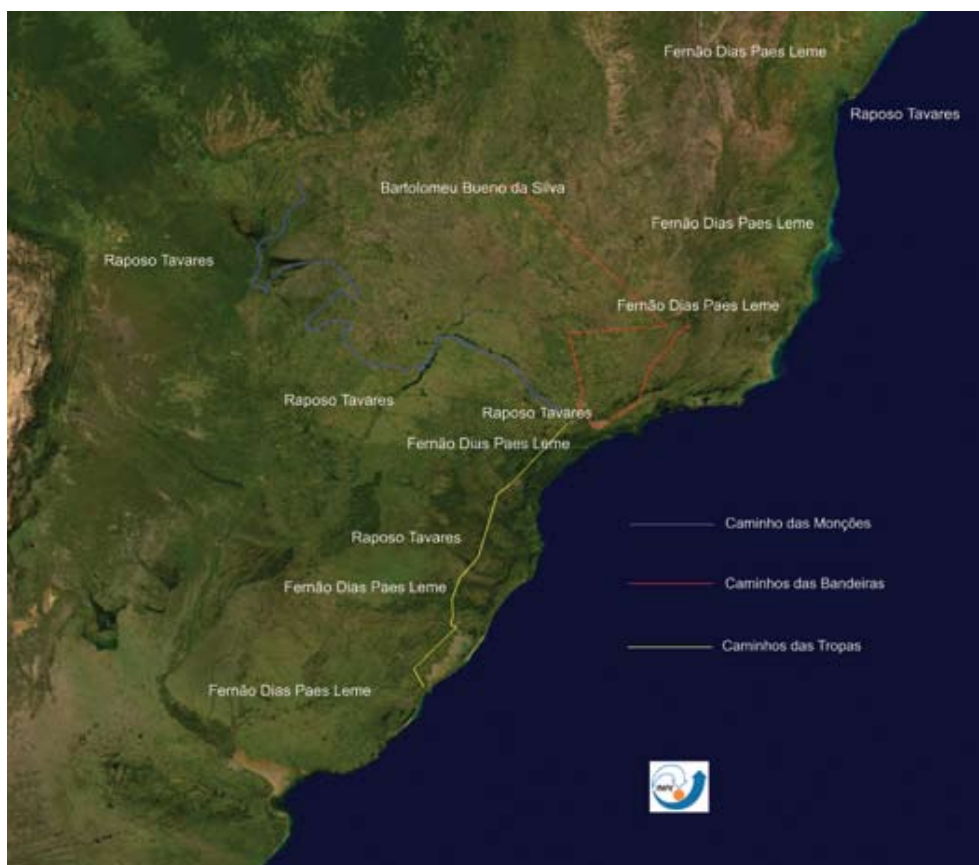 Fernão Dias Paes Leme
Raposo Tavares
Bartolomeu Bueno da Silva
Fernão Dias Paes Leme
Raposo Tavares
Fernão Dias Paes Leme
Raposo Tavares
Raposo Tavares
Fernão Dias Paes Leme
Caminho das Monções
Raposo Tavares
Caminhos das Bandeiras
Fernão Dias Paes Leme
Caminhos das Tropas
Fernão Dias Paes Leme